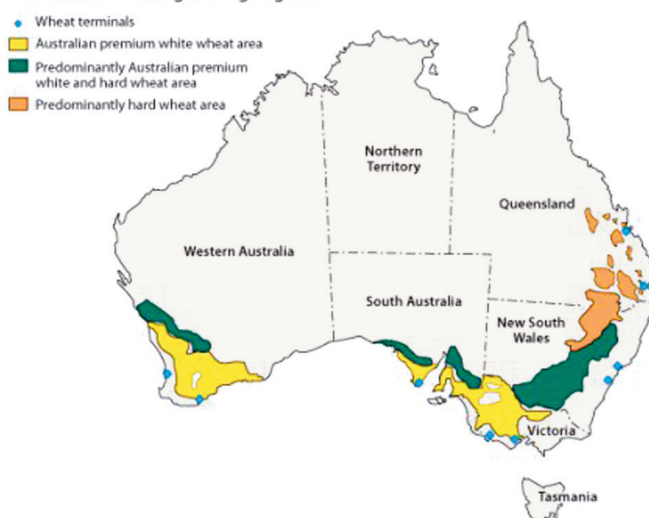 Wheat terminals
Australian premium white wheat area
Predominantly Australian premium
white and hard wheat area
Predominantly hard wheat area
Northern
Territory
Queensland
Western Australia
South Australia
New South
Wales
Victoria
Tasmania